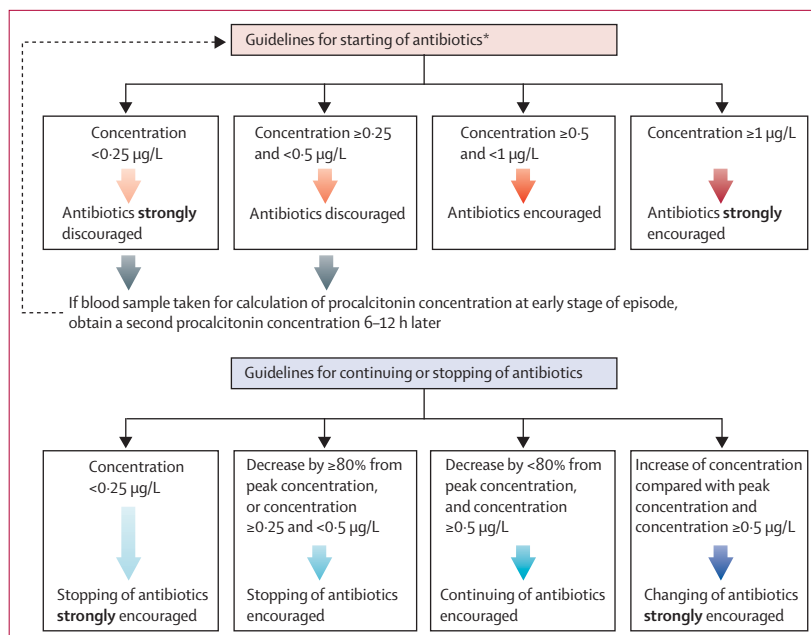 Guidelines for starting of antibiotics*
Concentration
<0·25 μg/L
Antibiotics strongly
discouraged
Concentration ≥0·25
and <0·5 μg/L
Antibiotics discouraged
Concentration ≥0·5
and <1 μg/L
Antibiotics encouraged
Concentration ≥1 μg/L
Antibiotics strongly
encouraged
If blood sample taken for calculation of procalcitonin concentration at early stage of episode,
obtain a second procalcitonin concentration 6–12 h later
Guidelines for continuing or stopping of antibiotics
Concentration
<0·25 μg/L
Stopping of antibiotics
strongly encouraged
Decrease by ≥80% from
peak concentration,
or concentration
≥0·25 and <0·5 μg/L
Stopping of antibiotics
encouraged
Decrease by <80% from
peak concentration,
and concentration
≥0·5 μg/L
Continuing of antibiotics
encouraged
Increase of concentration
compared with peak
concentration and
concentration ≥0·5 μg/L
Changing of antibiotics
strongly encouraged